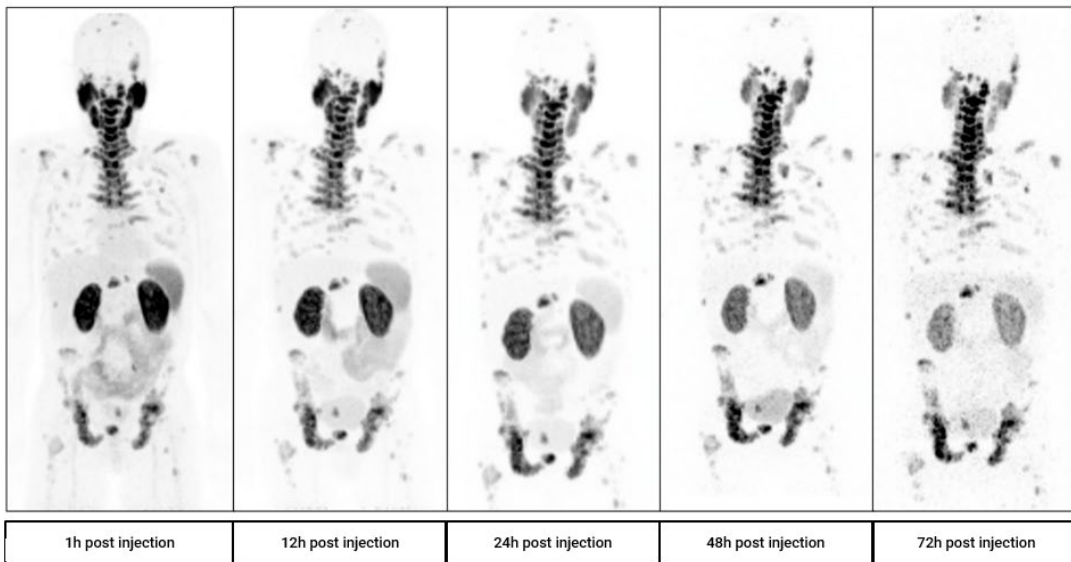 1h post injection
12h post injection
24h post injection
48h post injection
72h post injection